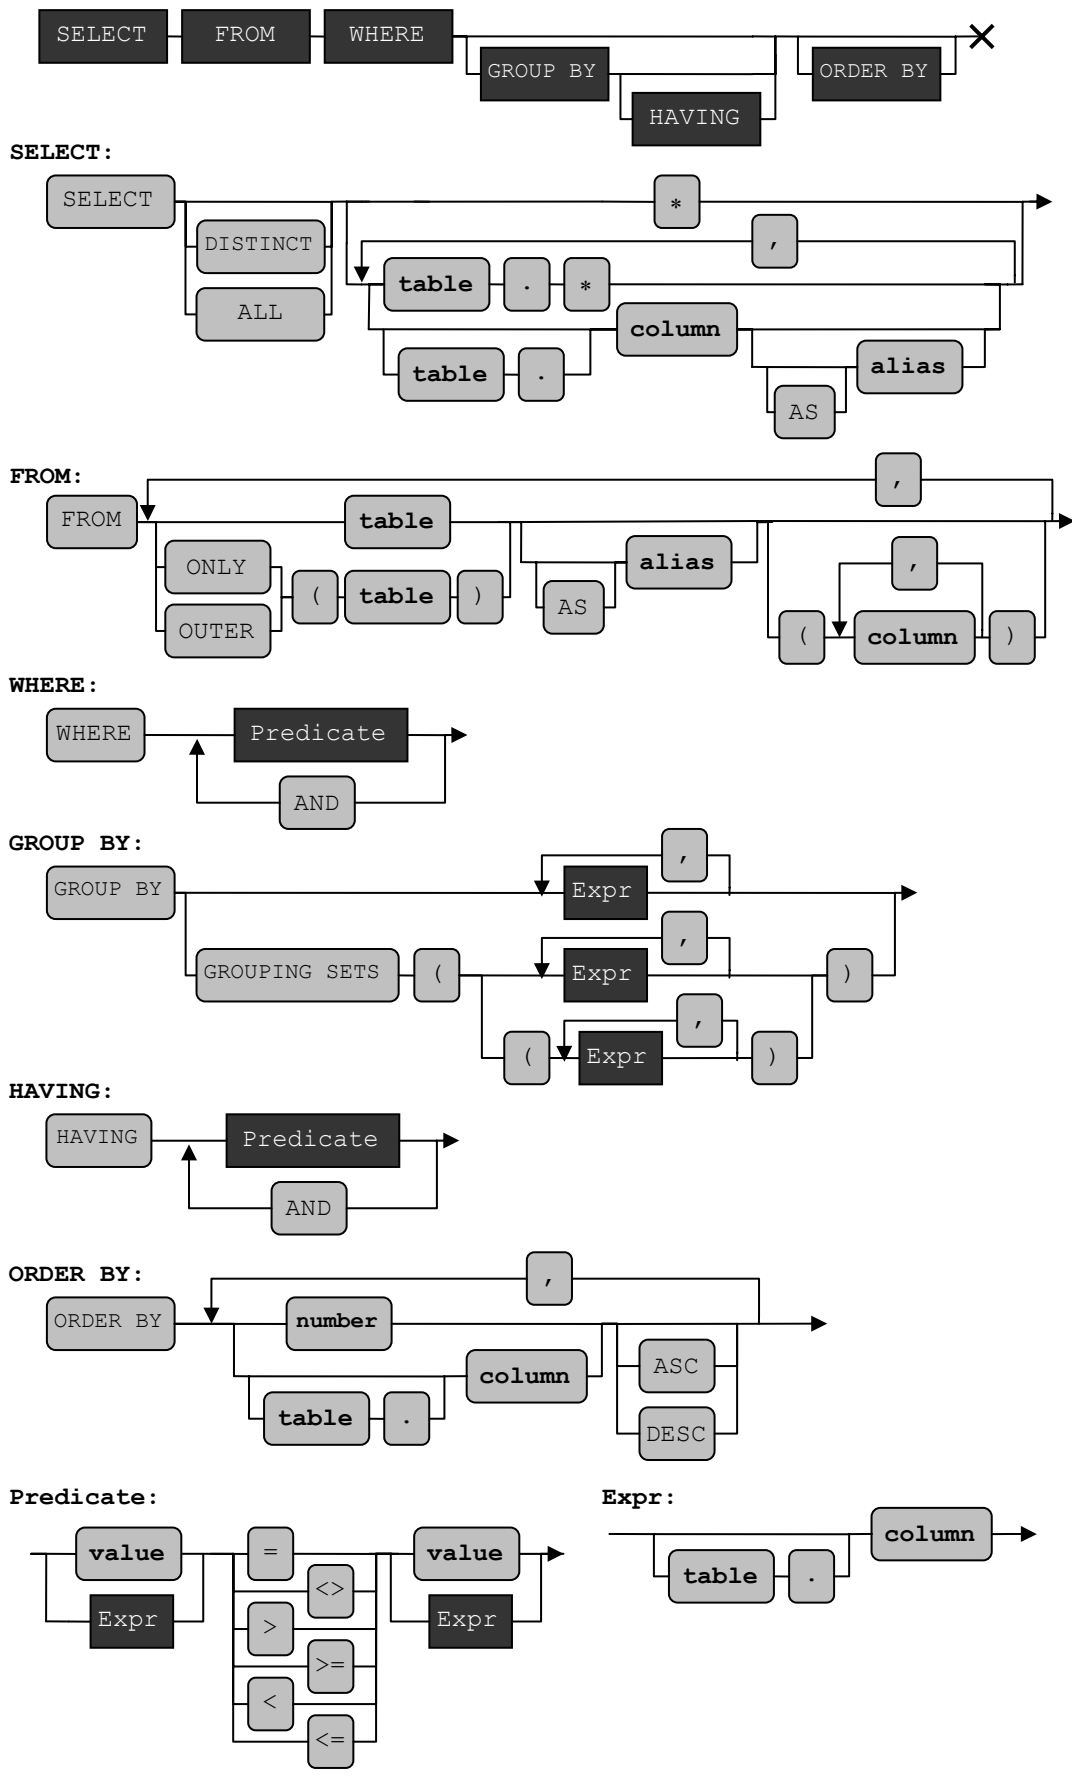 SELECT FROM WHERE
GROUP BY ORDER BY
HAVING
SELECT:
SELECT *
DISTINCT ,
table . *
ALL
column
table . alias
AS
FROM:
,
FROM table
ONLY alias ,
( table ) AS
OUTER ( column )
WHERE:
WHERE Predicate
AND
GROUP BY:
,
GROUP BY Expr
,
GROUPING SETS ( Expr )
,
( Expr )
HAVING:
HAVING Predicate
AND
ORDER BY:
,
ORDER BY number
ASC
column
table . DESC
Predicate: Expr:
value = value column
<> table .
Expr > Expr
>=
<
<=